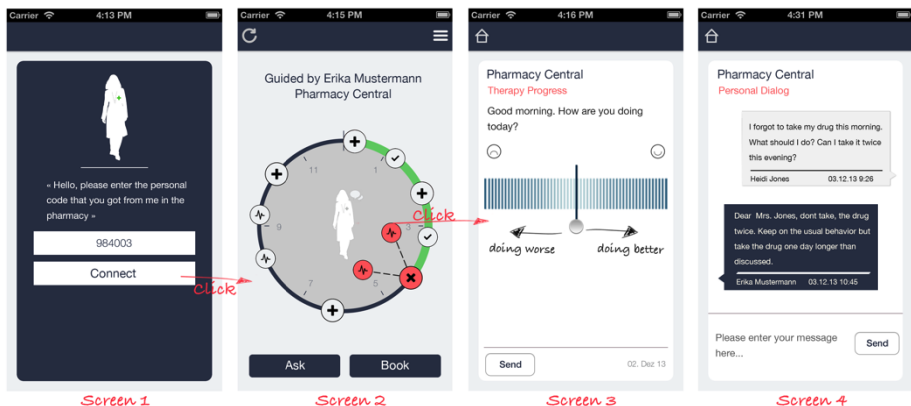 Carrier 4:13 PM
« Hello, please enter the personal
code that you got from me in the
pharmacy »
984003
Connect
Click
Screen 1
Carrier 4:15 PM
Guided by Erika Mustermann
Pharmacy Central
11
1
9
3
7
5
Click
Ask
Book
Screen 2
Carrier 4:16 PM
Pharmacy Central
Therapy Progress
Good morning. How are you doing
today?
doing worse
doing better
Send
02. Dez 13
Screen 3
Carrier 4:31 PM
Pharmacy Central
Personal Dialog
I forgot to take my drug this morning.
What should I do? Can I take it twice
this evening?
Heidi Jones 03.12.13 9:26
Dear Mrs. Jones, dont take, the drug
twice. Keep on the usual behavior but
take the drug one day longer than
discussed.
Erika Mustermann 03.12.13 10:45
Please enter your message
here...
Send
Screen 4